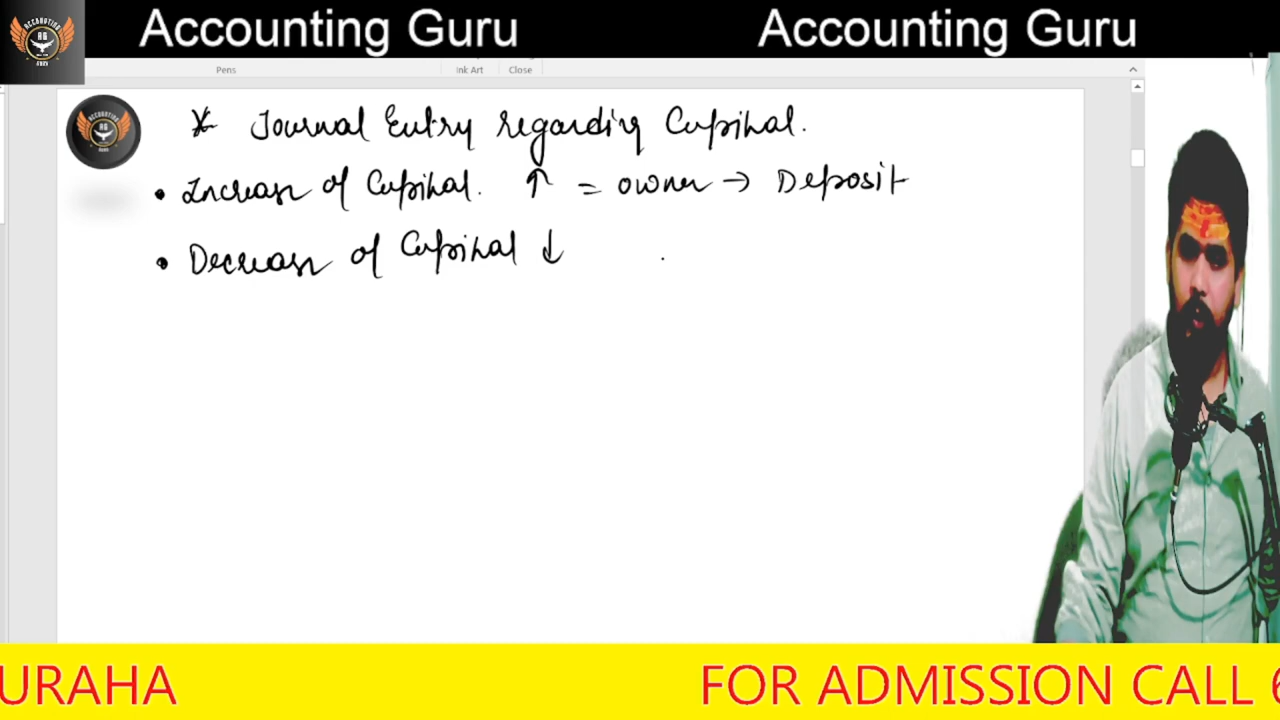 Accounting Guru Accounting Guru
Pens Ink Art Close
Journal Entry regarding Capital.
• Increase of Capital. ↑ = owner → Deposit
• Decrease of Capital ↓
URAHA FOR ADMISSION CALL 6